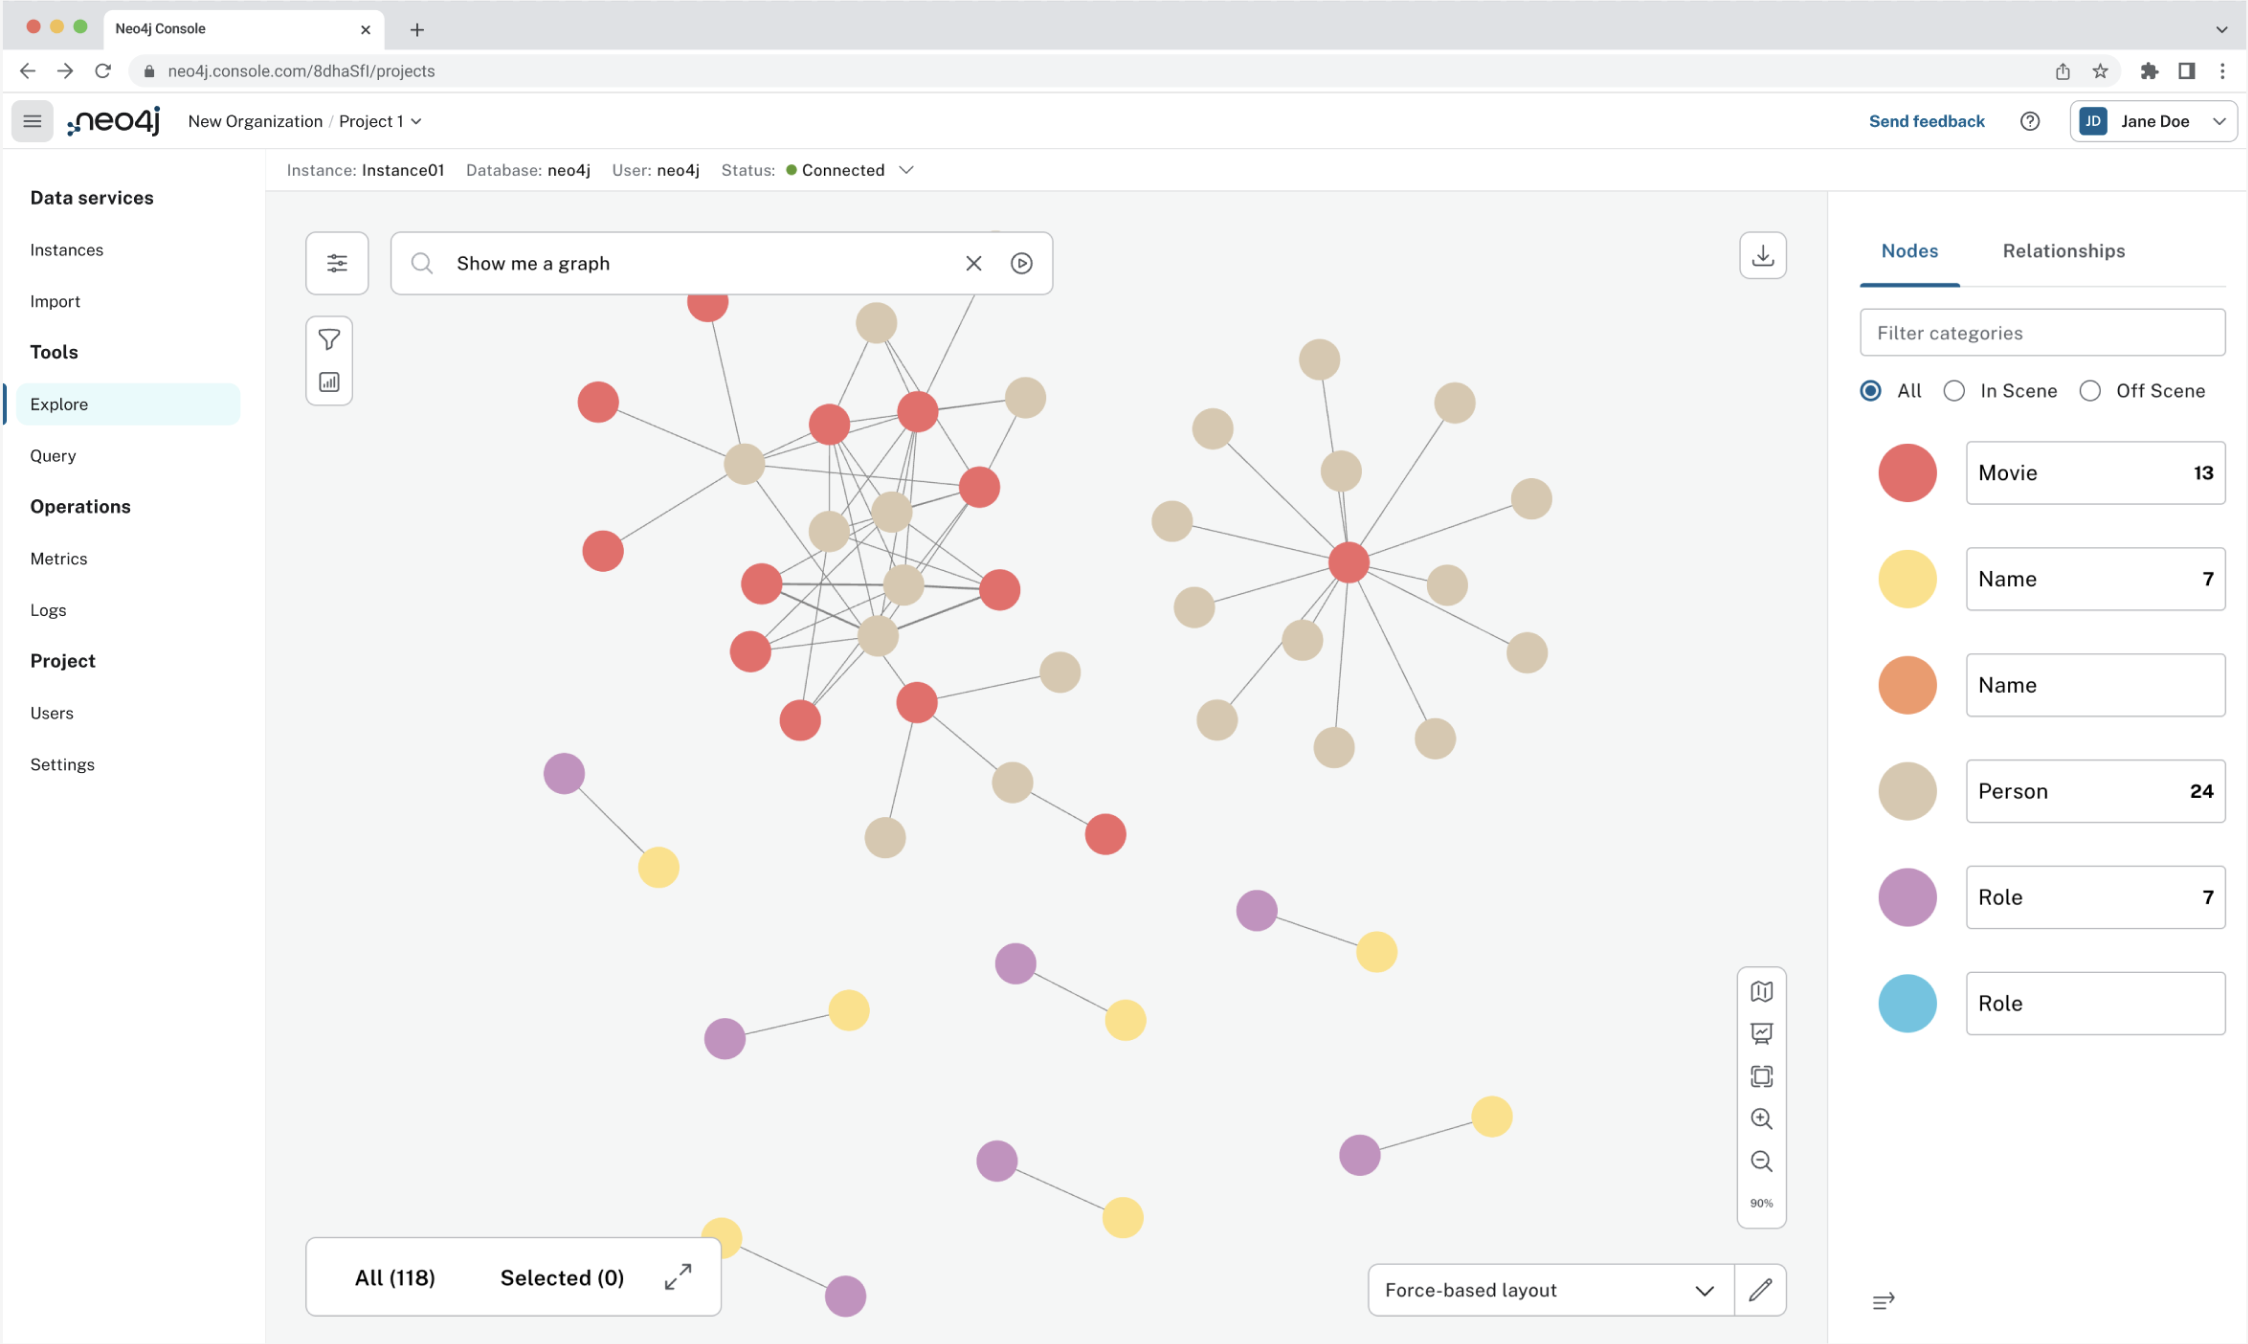 Neo4j Console
neo4j.console.com/8dhaSfI/projects
neo4j
New Organization / Project 1
Send feedback
JD Jane Doe
Instance: Instance01 Database: neo4j User: neo4j Status: Connected
Data services
Instances
Import
Tools
Explore
Query
Operations
Metrics
Logs
Project
Users
Settings
Show me a graph
All (118) Selected (0)
90%
Force-based layout
Nodes Relationships
Filter categories
All In Scene Off Scene
Movie 13
Name 7
Name
Person 24
Role 7
Role